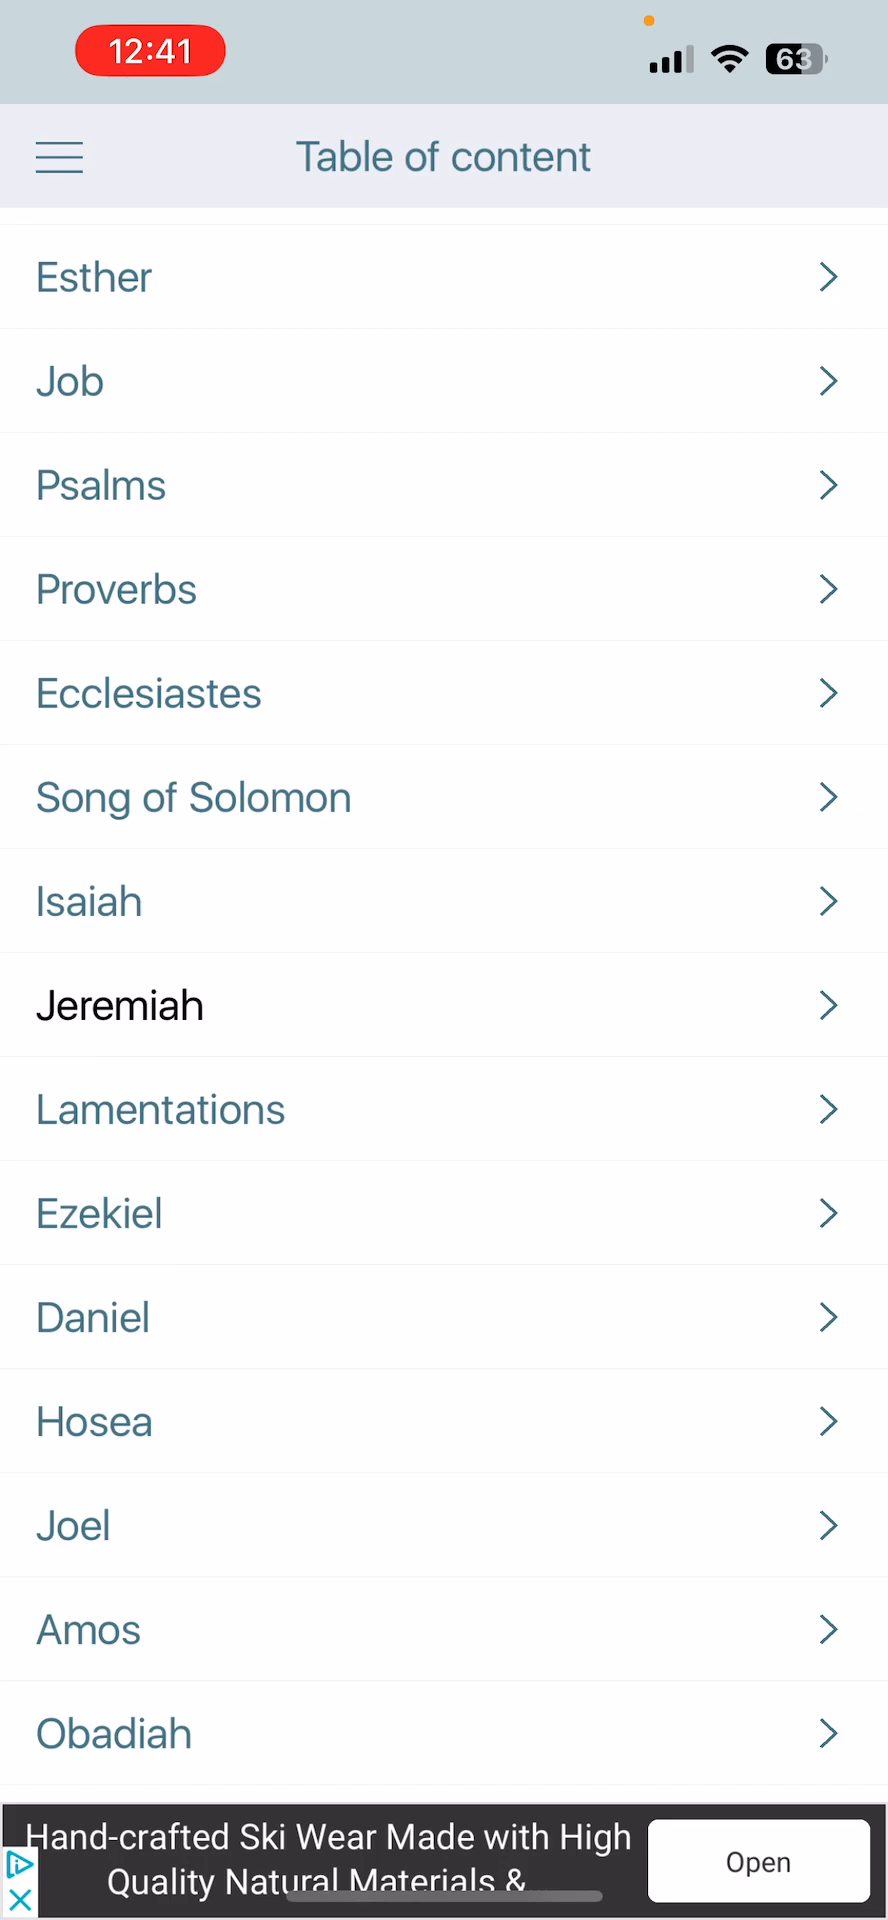 12:41
63
Table of content
Esther
Job
Psalms
Proverbs
Ecclesiastes
Song of Solomon
Isaiah
Jeremiah
Lamentations
Ezekiel
Daniel
Hosea
Joel
Amos
Obadiah
Hand-crafted Ski Wear Made with High
Quality Natural Materials &
Open